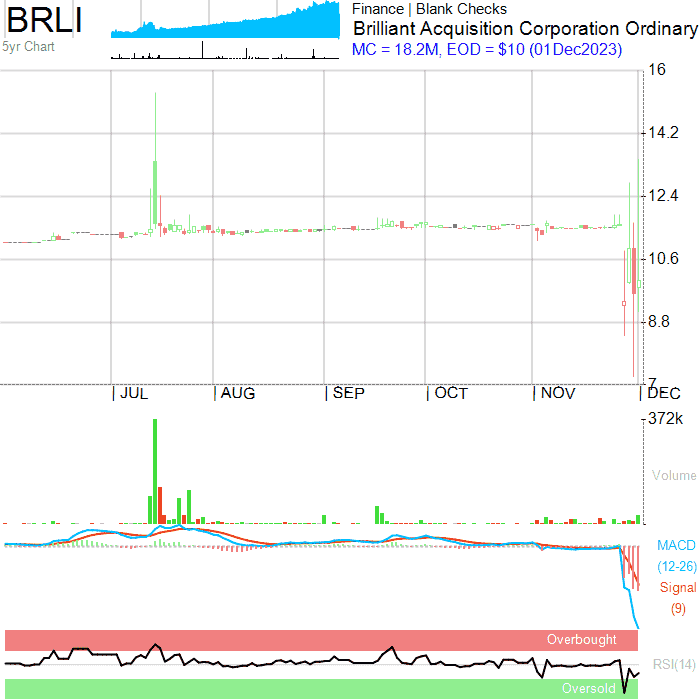 BRLI
5yr Chart
Finance | Blank Checks
Brilliant Acquisition Corporation Ordinary
MC = 18.2M, EOD = $10 (01Dec2023)
16
14.2
12.4
10.6
8.8
7
JUL AUG SEP OCT NOV DEC
372k
Volume
MACD
(12-26)
Signal
(9)
Overbought
RSI(14)
Oversold